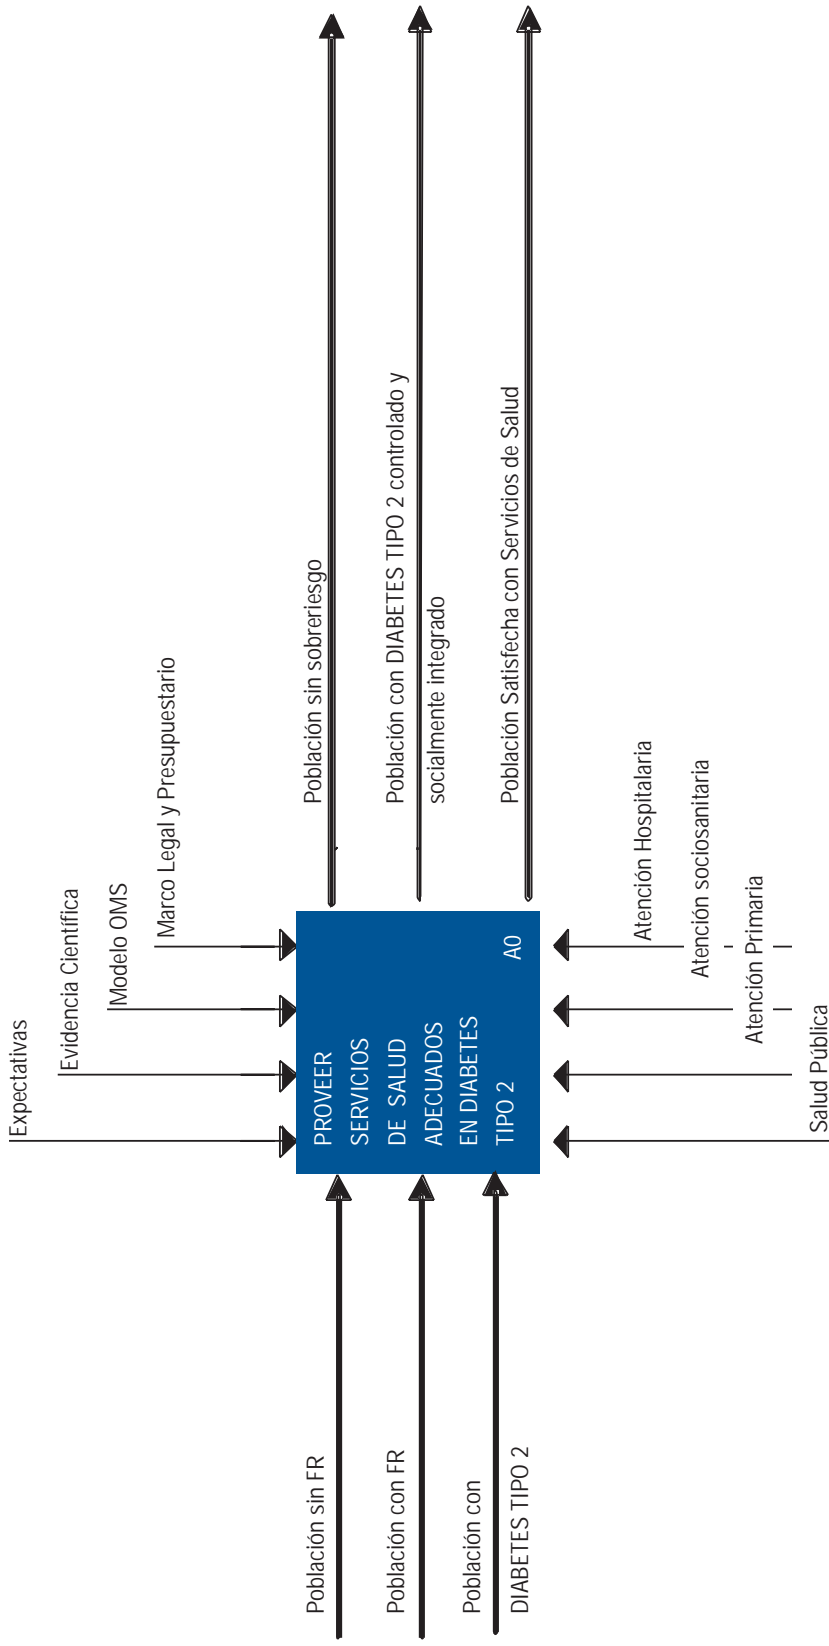 Expectativas
Evidencia Científica
Modelo OMS
Marco Legal y Presupuestario
Población sin FR
Población con FR
Población con
DIABETES TIPO 2
PROVEER
SERVICIOS
DE SALUD
ADECUADOS
EN DIABETES
TIPO 2
A0
Población sin sobreriesgo
Población con DIABETES TIPO 2 controlado y
socialmente integrado
Población Satisfecha con Servicios de Salud
Atención Hospitalaria
Atención sociosanitaria
Atención Primaria
Salud Pública